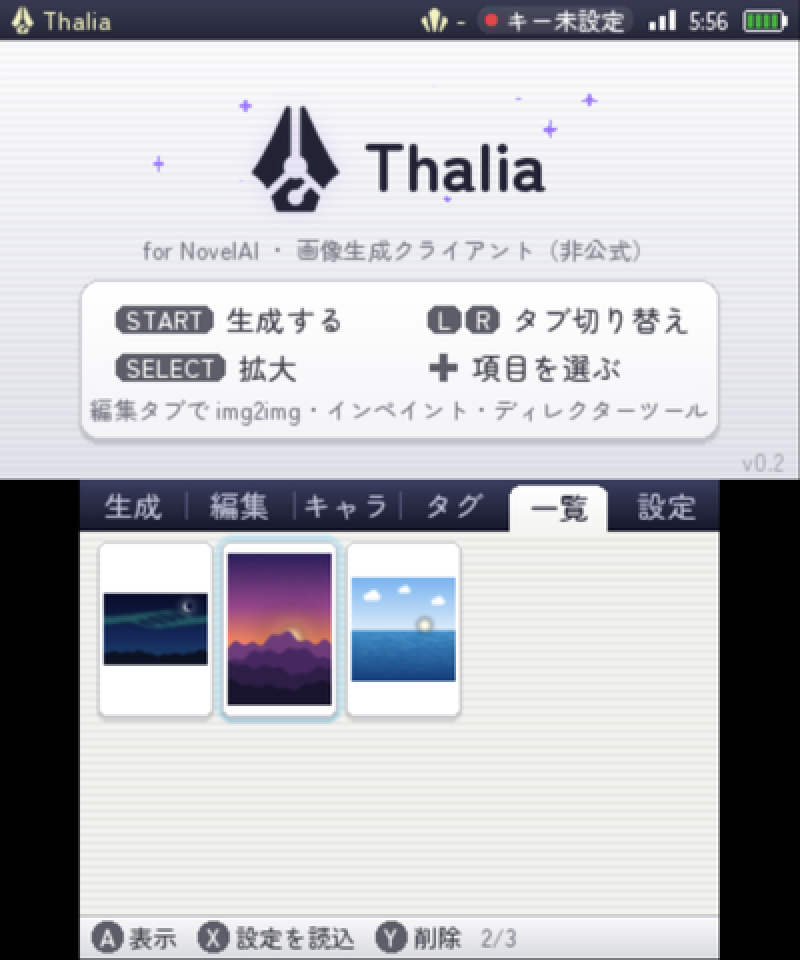 Thalia - キー未設定 5:56
Thalia
for NovelAI ・ 画像生成クライアント（非公式）
START 生成する L R タブ切り替え
SELECT 拡大 項目を選ぶ
編集タブで img2img・インペイント・ディレクターツール
v0.2
生成 編集 キャラ タグ 一覧 設定
A 表示 X 設定を読込 Y 削除 2/3